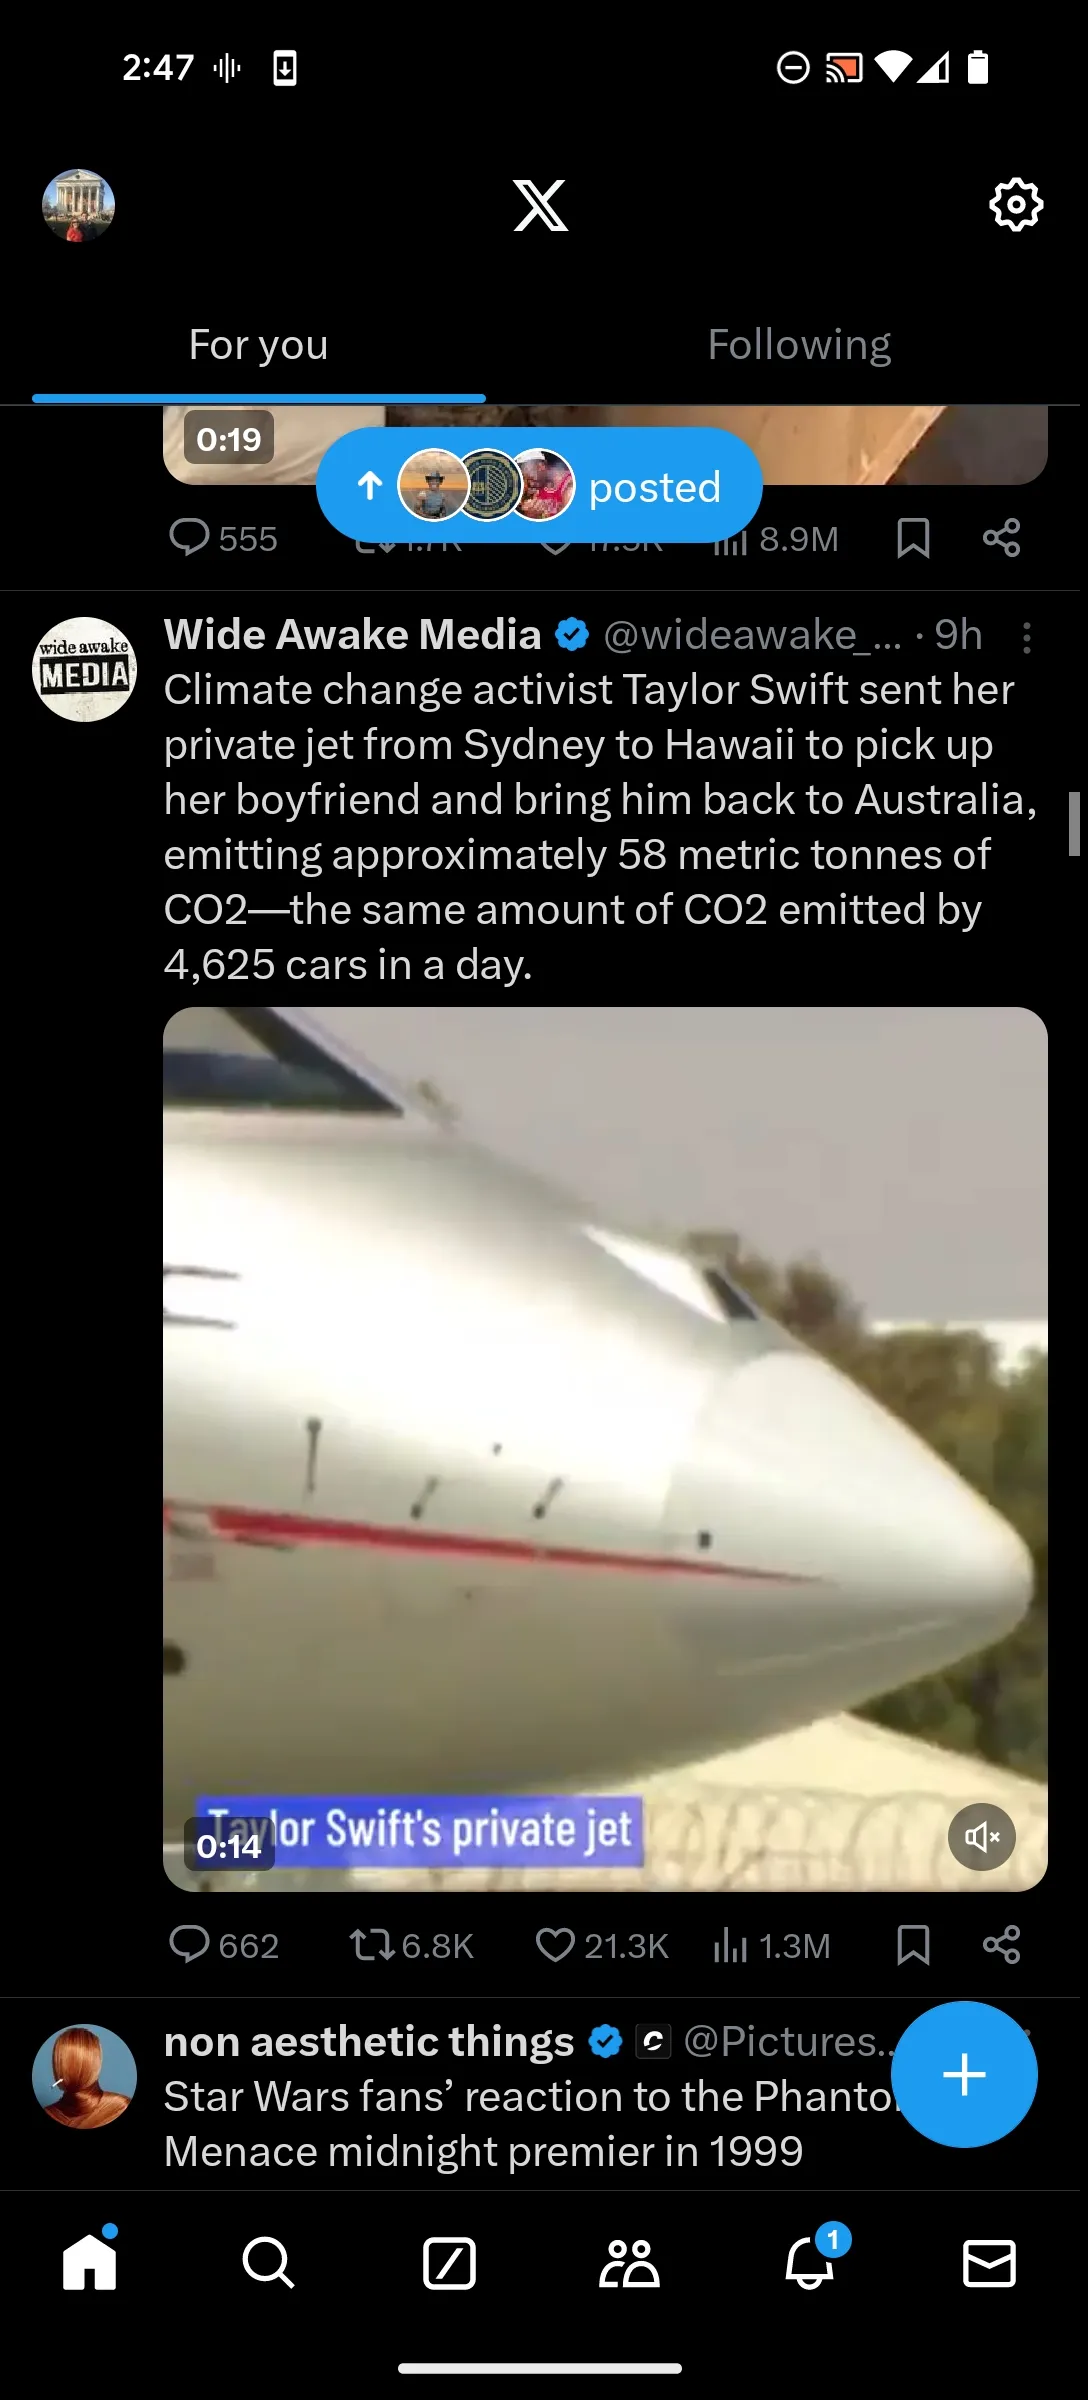 2:47
For you
Following
0:19
posted
555
8.9M
wide awake
MEDIA
Wide Awake Media @wideawake_... · 9h
Climate change activist Taylor Swift sent her
private jet from Sydney to Hawaii to pick up
her boyfriend and bring him back to Australia,
emitting approximately 58 metric tonnes of
CO2—the same amount of CO2 emitted by
4,625 cars in a day.
Taylor Swift's private jet
0:14
662
6.8K
21.3K
1.3M
non aesthetic things @Pictures...
Star Wars fans’ reaction to the Phantom
Menace midnight premier in 1999
1